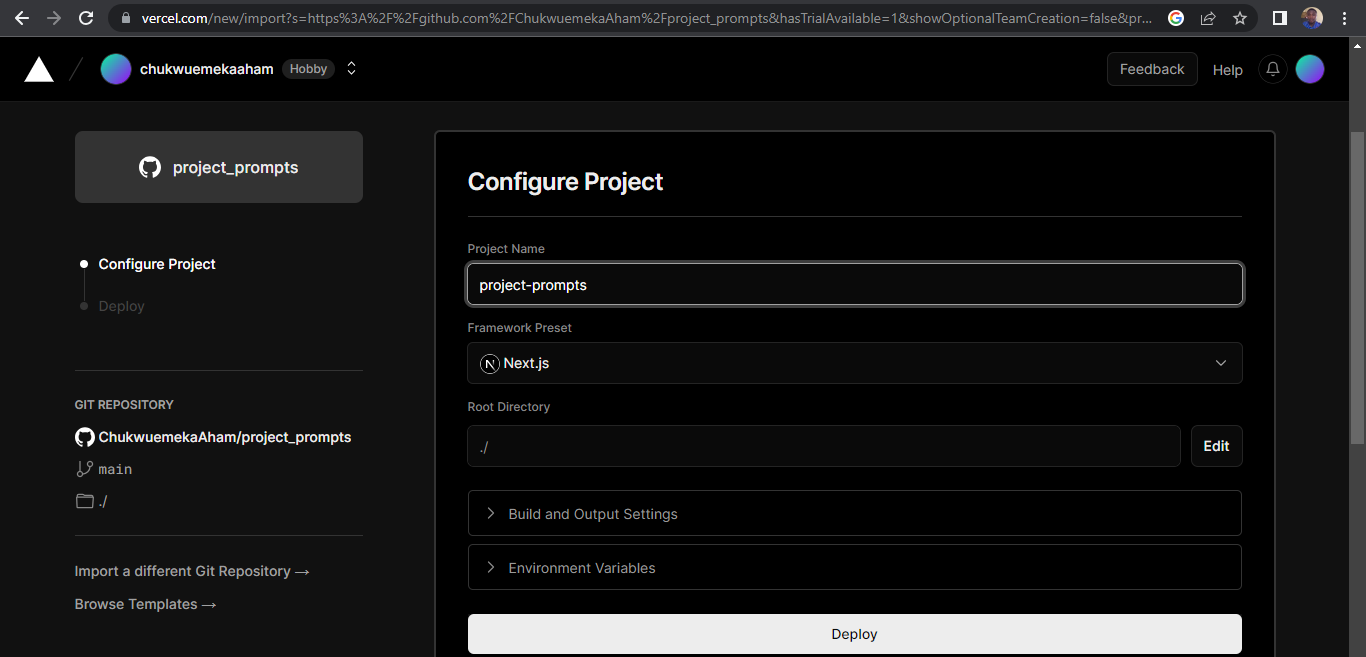 vercel.com/new/import?s=https%3A%2F%2Fgithub.com%2FChukwuemekaAham%2Fproject_prompts&hasTrialAvailable=1&showOptionalTeamCreation=false&pr...
chukwuemekaaham Hobby
Feedback Help
project_prompts
Configure Project
Deploy
GIT REPOSITORY
ChukwuemekaAham/project_prompts
main
./
Import a different Git Repository →
Browse Templates →
Configure Project
Project Name
project-prompts
Framework Preset
N Next.js
Root Directory
./ Edit
Build and Output Settings
Environment Variables
Deploy